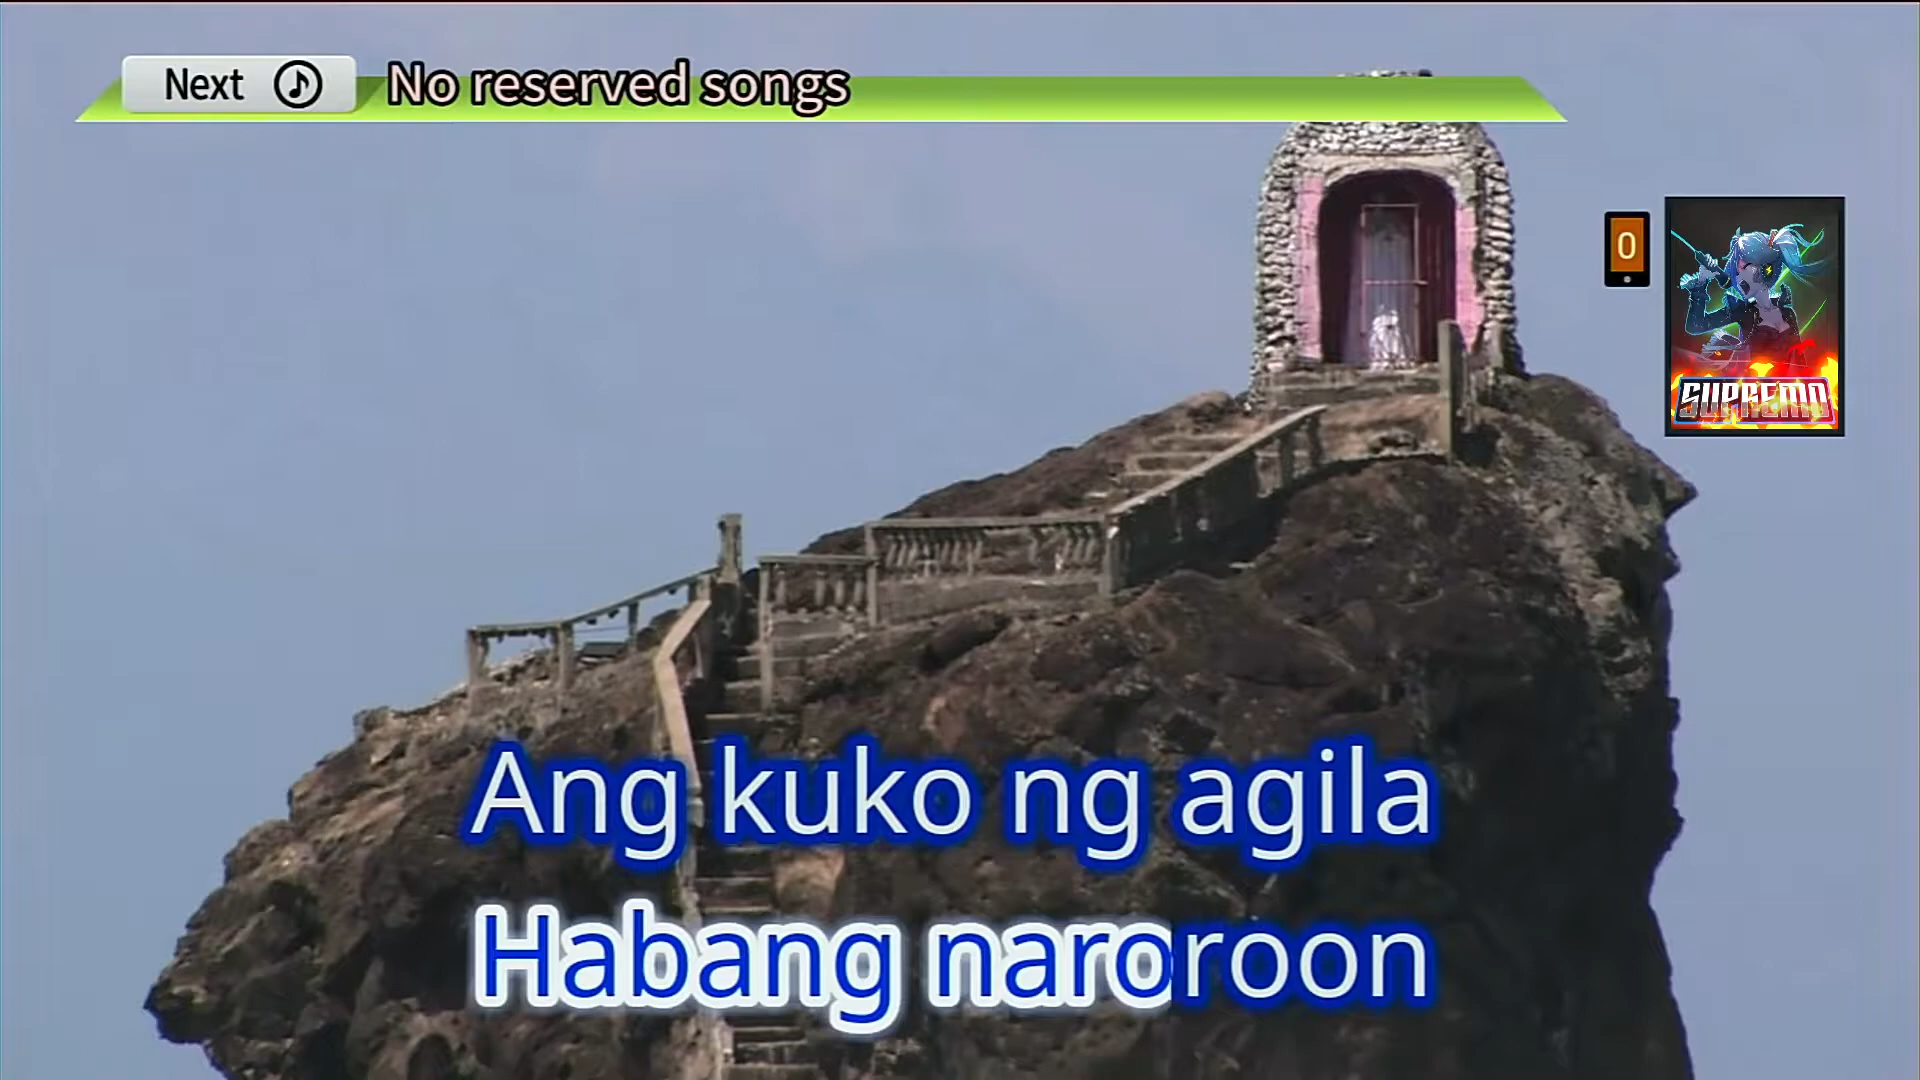 Next
No reserved songs
0
SUPREMO
Ang kuko ng agila
Habang naroroon